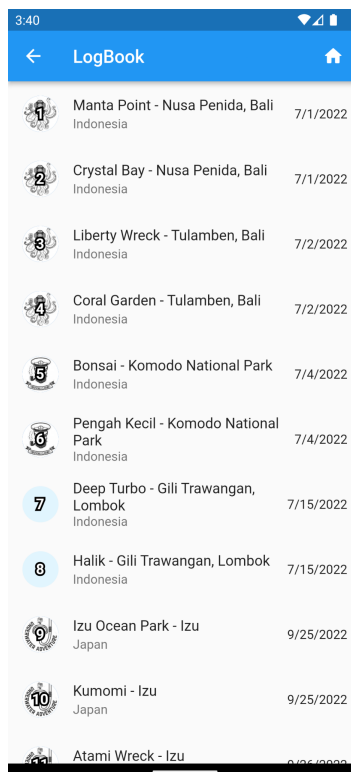 3:40
LogBook
1
Manta Point - Nusa Penida, Bali
Indonesia
7/1/2022
2
Crystal Bay - Nusa Penida, Bali
Indonesia
7/1/2022
3
Liberty Wreck - Tulamben, Bali
Indonesia
7/2/2022
4
Coral Garden - Tulamben, Bali
Indonesia
7/2/2022
5
Bonsai - Komodo National Park
Indonesia
7/4/2022
6
Pengah Kecil - Komodo National
Park
Indonesia
7/4/2022
7
Deep Turbo - Gili Trawangan,
Lombok
Indonesia
7/15/2022
8
Halik - Gili Trawangan, Lombok
Indonesia
7/15/2022
9
Izu Ocean Park - Izu
Japan
9/25/2022
10
Kumomi - Izu
Japan
9/25/2022
11
Atami Wreck - Izu
9/26/2022